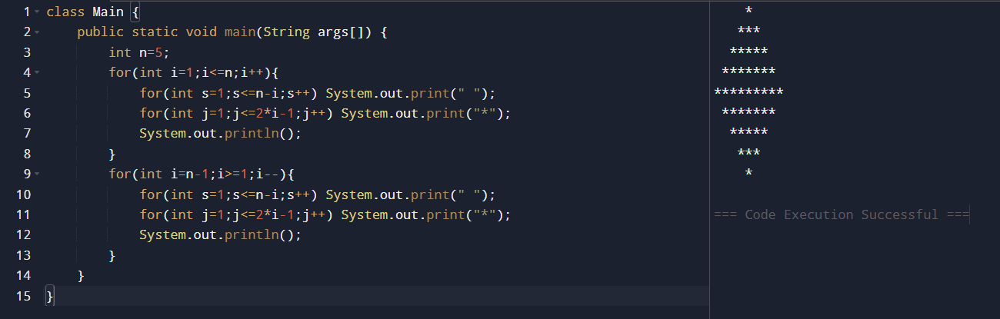 1 class Main {
2     public static void main(String args[]) {
3         int n=5;
4         for(int i=1;i<=n;i++){
5             for(int s=1;s<=n-i;s++) System.out.print(" ");
6             for(int j=1;j<=2*i-1;j++) System.out.print("*");
7             System.out.println();
8         }
9         for(int i=n-1;i>=1;i--){
10             for(int s=1;s<=n-i;s++) System.out.print(" ");
11             for(int j=1;j<=2*i-1;j++) System.out.print("*");
12             System.out.println();
13         }
14     }
15 }
    *
   ***
  *****
 *******
*********
 *******
  *****
   ***
    *
=== Code Execution Successful ===